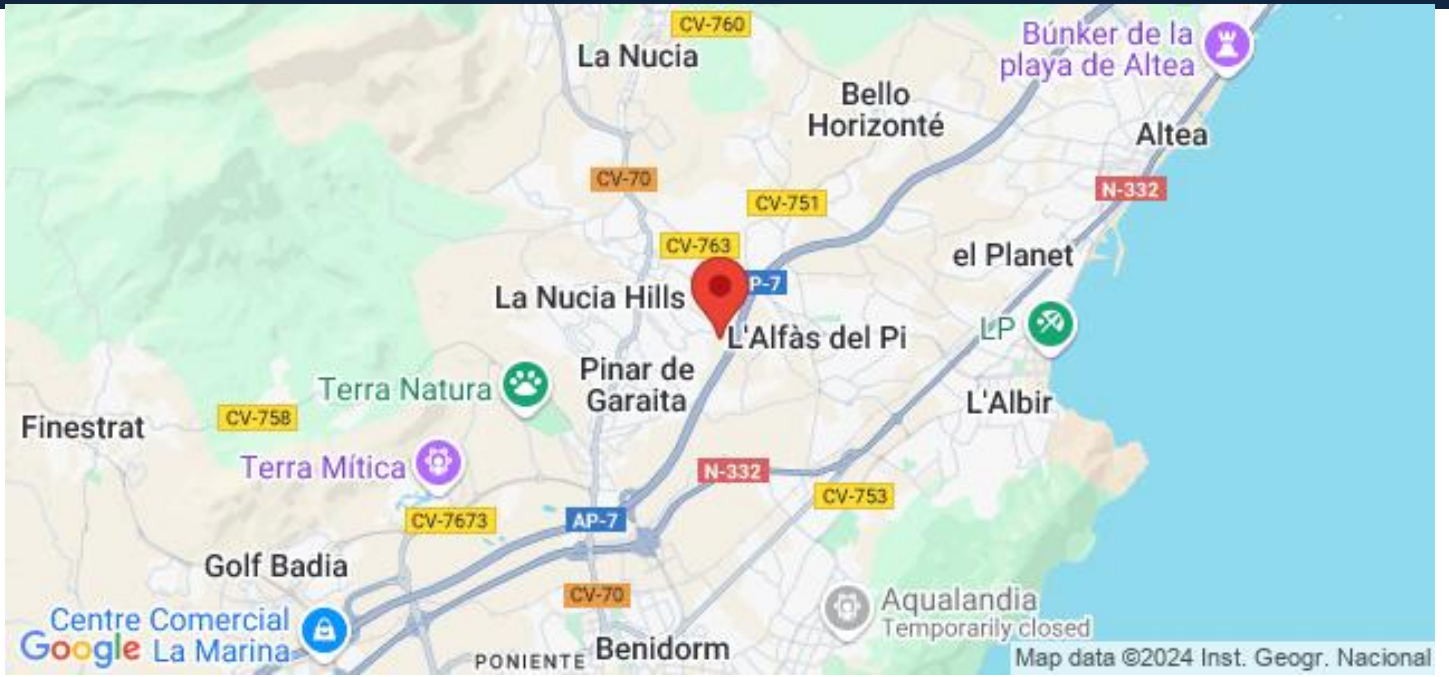 CV-760
La Nucia
Búnker de la
playa de Altea
Bello
Horizonté
Altea
CV-70
N-332
CV-751
CV-763
el Planet
La Nucia Hills
P-7
LP
L'Alfàs del Pi
Pinar de
Garaita
Terra Natura
L'Albir
CV-758
Finestrat
Terra Mítica
N-332
CV-753
CV-7673
AP-7
Golf Badia
CV-70
Aqualandia
Temporarily closed
Centre Comercial
La Marina
Google
Benidorm
PONIENTE
Map data ©2024 Inst. Geogr. Nacional